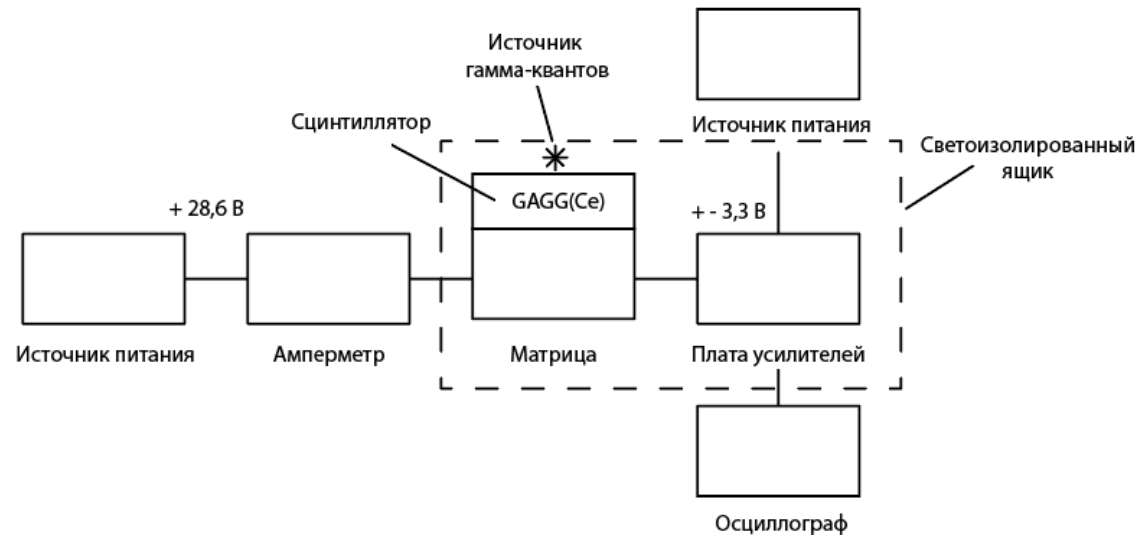 Источник
гамма-квантов
Сцинтиллятор
Источник питания
Светоизолированный
ящик
GAGG(Ce)
+ 28,6 В
+ - 3,3 В
Источник питания
Амперметр
Матрица
Плата усилителей
Осциллограф